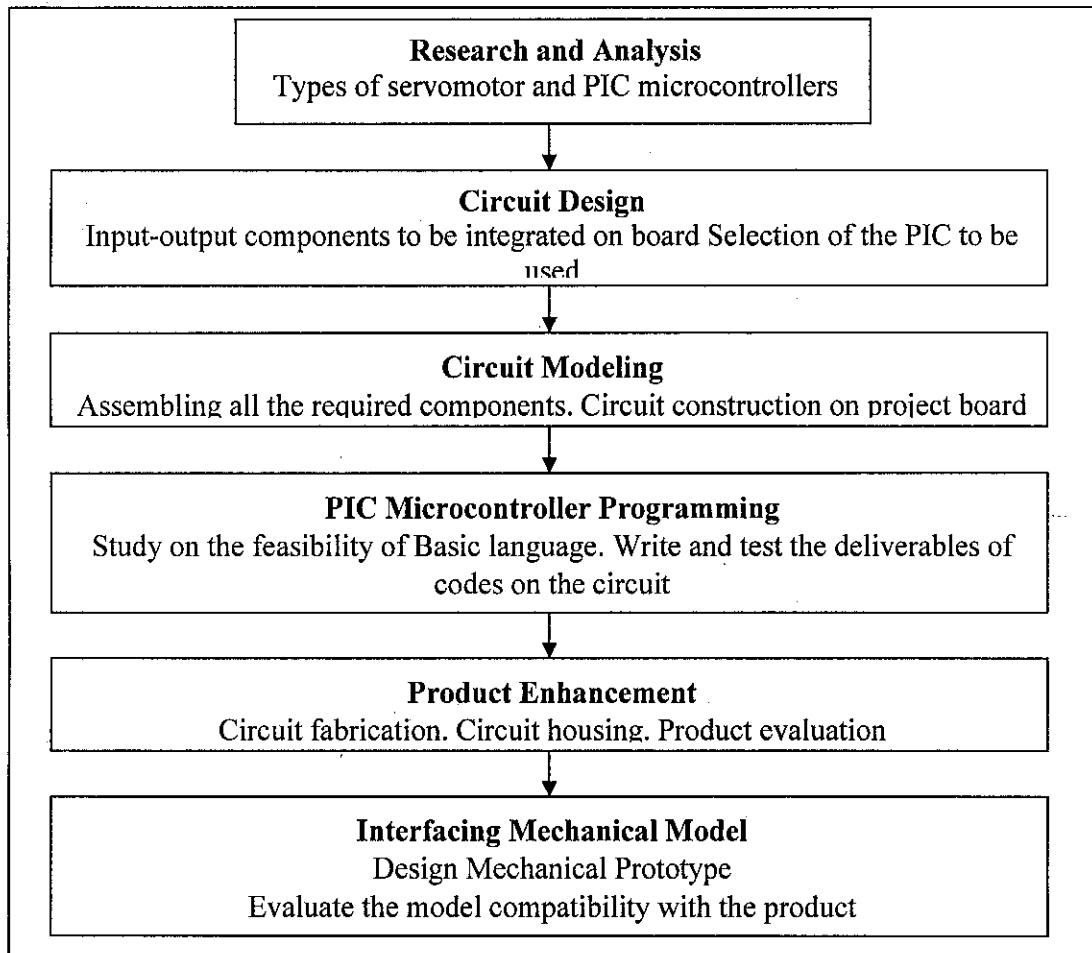 Research and Analysis
Types of servomotor and PIC microcontrollers
Circuit Design
Input-output components to be integrated on board Selection of the PIC to be
used
Circuit Modeling
Assembling all the required components. Circuit construction on project board
PIC Microcontroller Programming
Study on the feasibility of Basic language. Write and test the deliverables of
codes on the circuit
Product Enhancement
Circuit fabrication. Circuit housing. Product evaluation
Interfacing Mechanical Model
Design Mechanical Prototype
Evaluate the model compatibility with the product